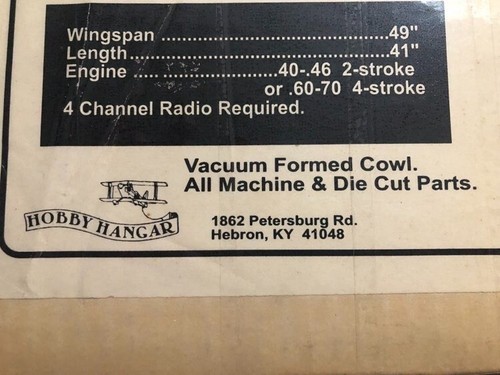 Wingspan ........................................49"
Length.............................................41"
Engine ..... ......................40-.46 2-stroke
or .60-70 4-stroke
4 Channel Radio Required.
Vacuum Formed Cowl.
All Machine & Die Cut Parts.
HOBBY HANGAR
1862 Petersburg Rd.
Hebron, KY 41048